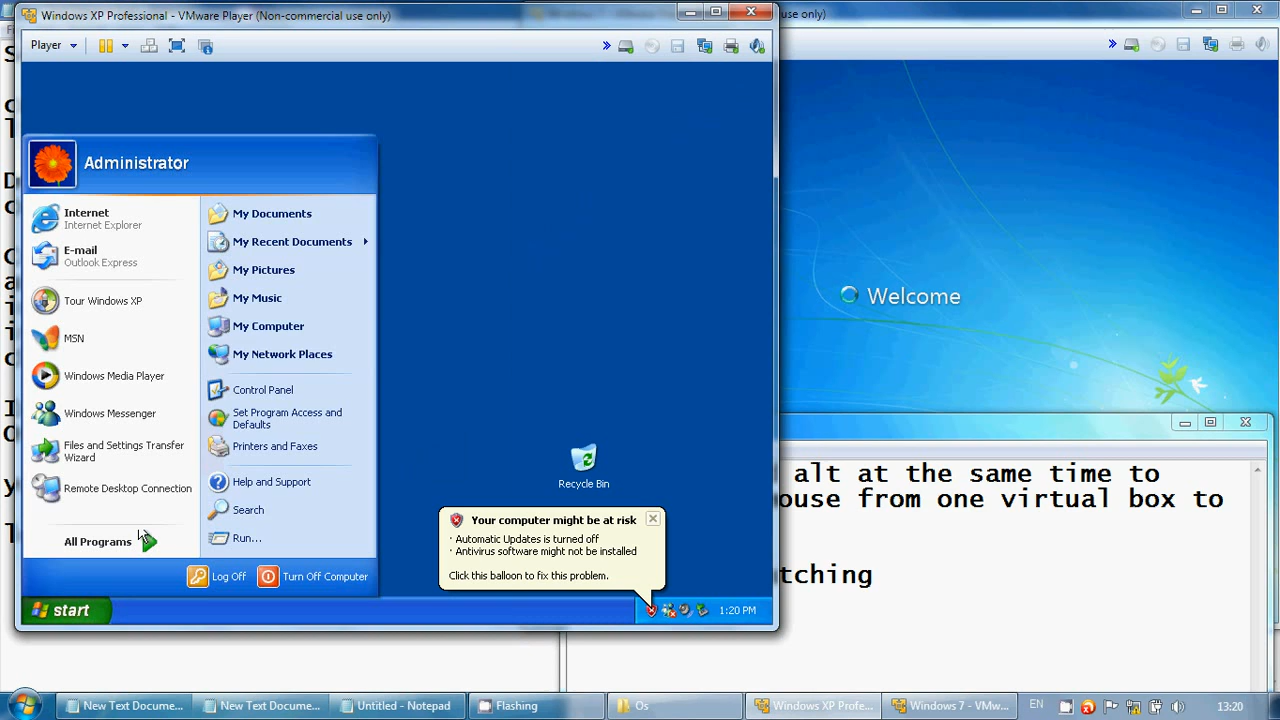 Windows XP Professional - VMware Player (Non-commercial use only)
use only)
Player
Administrator
Internet
Internet Explorer
E-mail
Outlook Express
Tour Windows XP
MSN
Windows Media Player
Windows Messenger
Files and Settings Transfer
Wizard
Remote Desktop Connection
All Programs
My Documents
My Recent Documents
My Pictures
My Music
My Computer
My Network Places
Control Panel
Set Program Access and
Defaults
Printers and Faxes
Help and Support
Search
Run...
Log Off
Turn Off Computer
Recycle Bin
Your computer might be at risk
· Automatic Updates is turned off
· Antivirus software might not be installed
Click this balloon to fix this problem.
start
1:20 PM
Welcome
alt at the same time to
ouse from one virtual box to
tching
New Text Docume...
New Text Docume...
Untitled - Notepad
Flashing
Os
Windows XP Profe...
Windows 7 - VMw...
EN
13:20